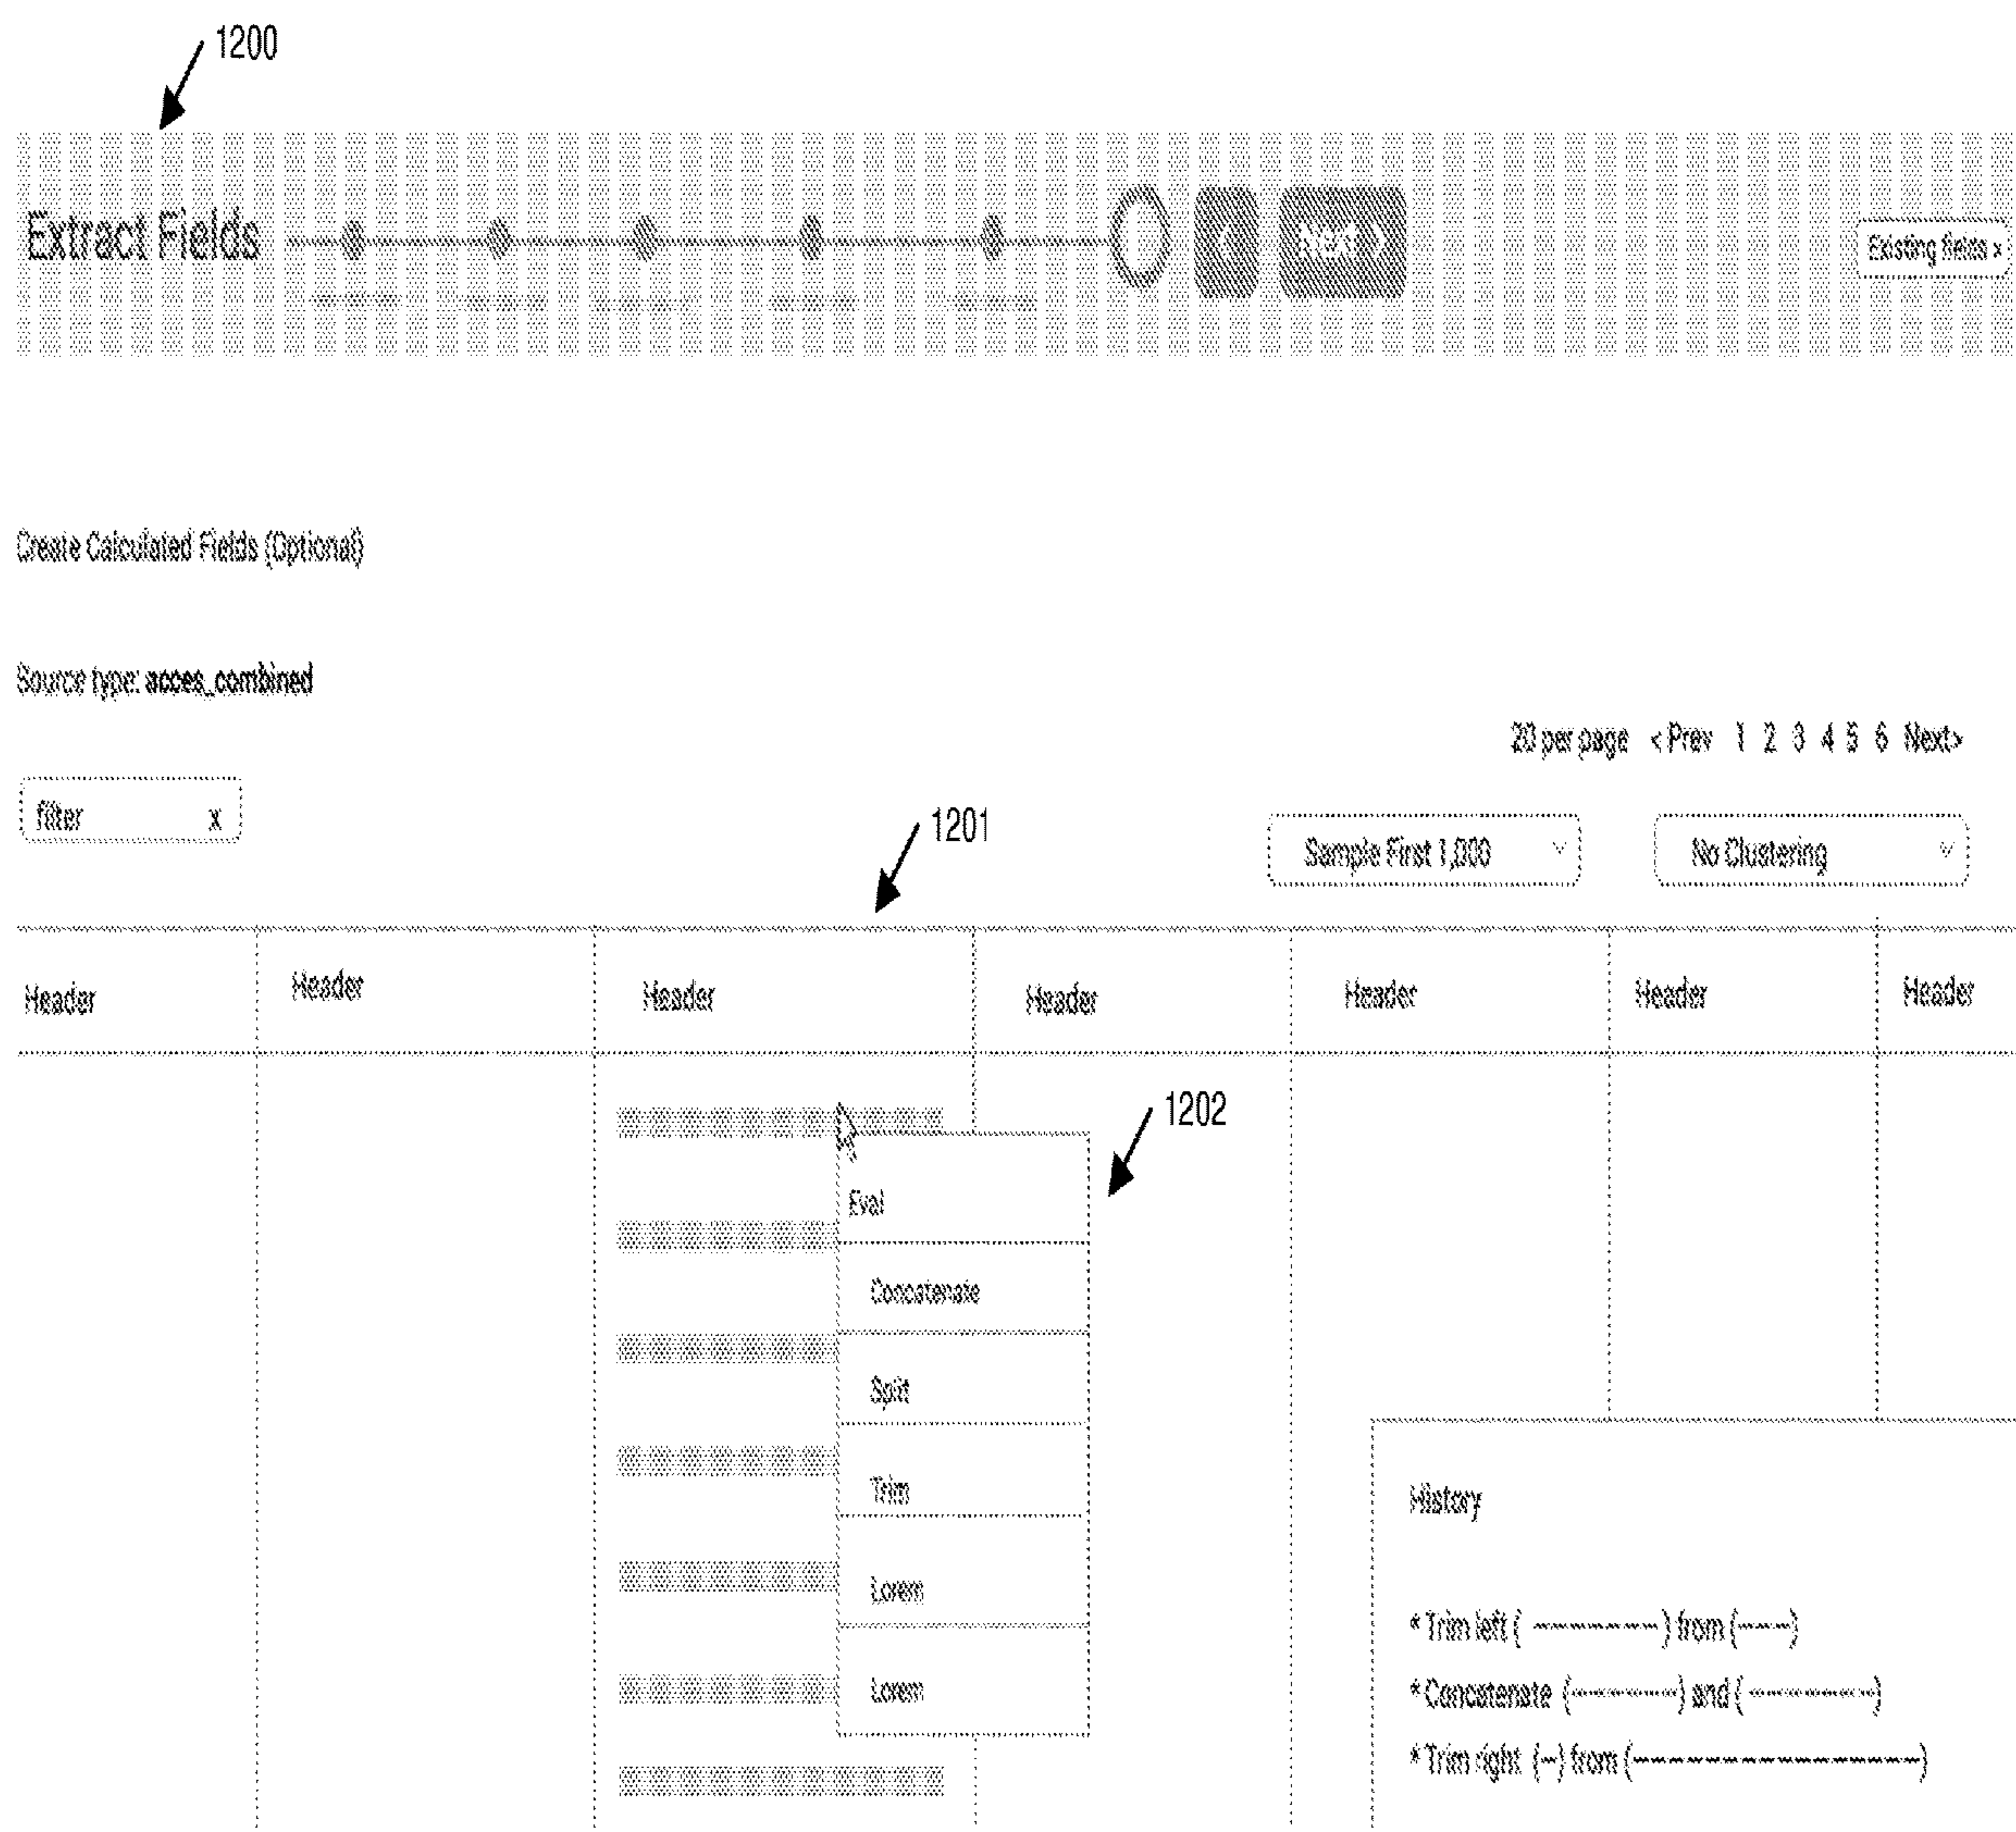 1200
Extract Fields < Next > Existing fields >
Create Calculated Fields (Optional)
Source type: acces_combined
20 per page < Prev 1 2 3 4 5 6 Next>
filter x
1201
Sample First 1,000 No Clustering
Header Header Header Header Header Header Header
1202
Eval
Concatenate
Split
Trim
Lorem
Lorem
History
* Trim left ( ---------- ) from (-----)
* Concatenate (----------) and ( ------------)
* Trim right (--) from (----------------------)